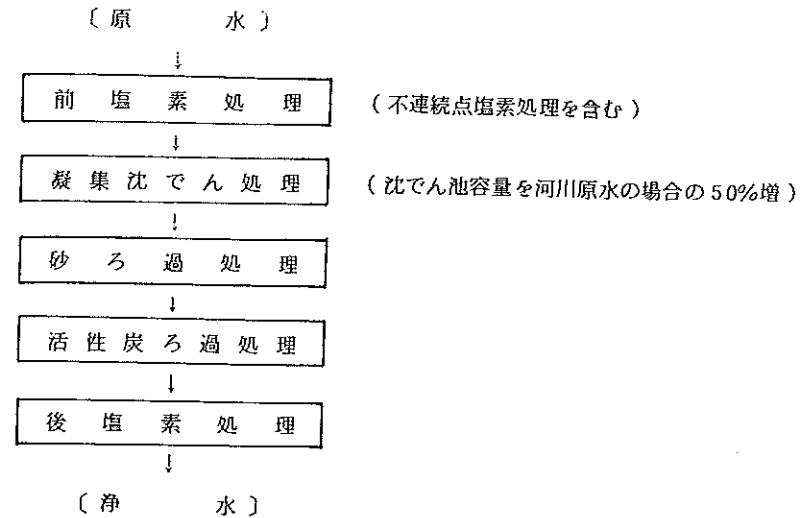 〔原 水〕
↓
前塩素処理 (不連続点塩素処理を含む)
↓
凝集沈でん処理 (沈でん池容量を河川原水の場合の50%増)
↓
砂ろ過処理
↓
活性炭ろ過処理
↓
後塩素処理
↓
〔浄 水〕